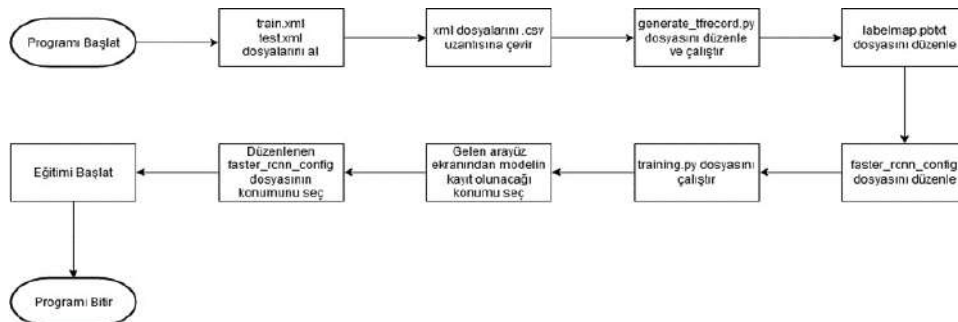 Programı Başlat
train.xml
test.xml
dosyalarını al
xml dosyalarını .csv
uzantısına çevir
generate_tfrecord.py
dosyasını düzenle
ve çalıştır
labelmap.pbtxt
dosyasını düzenle
faster_rcnn_config
dosyasını düzenle
training.py dosyasını
çalıştır
Gelen arayüz
ekranından modelin
kayıt olunacağı
konumu seç
Düzenlenen
faster_rcnn_config
dosyasının
konumunu seç
Eğitimi Başlat
Programı Bitir